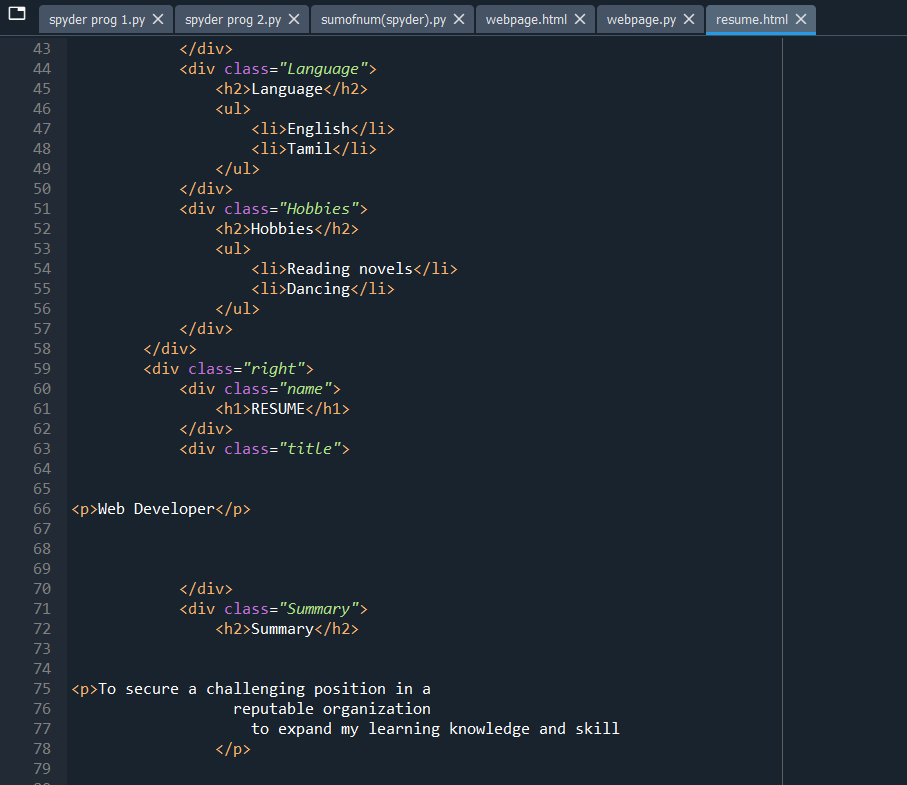 spyder prog 1.py spyder prog 2.py sumofnum(spyder).py webpage.html webpage.py resume.html
43 </div>
44 <div class="Language">
45 <h2>Language</h2>
46 <ul>
47 <li>English</li>
48 <li>Tamil</li>
49 </ul>
50 </div>
51 <div class="Hobbies">
52 <h2>Hobbies</h2>
53 <ul>
54 <li>Reading novels</li>
55 <li>Dancing</li>
56 </ul>
57 </div>
58 </div>
59 <div class="right">
60 <div class="name">
61 <h1>RESUME</h1>
62 </div>
63 <div class="title">
64
65
66 <p>Web Developer</p>
67
68
69
70 </div>
71 <div class="Summary">
72 <h2>Summary</h2>
73
74
75 <p>To secure a challenging position in a
76 reputable organization
77 to expand my learning knowledge and skill
78 </p>
79